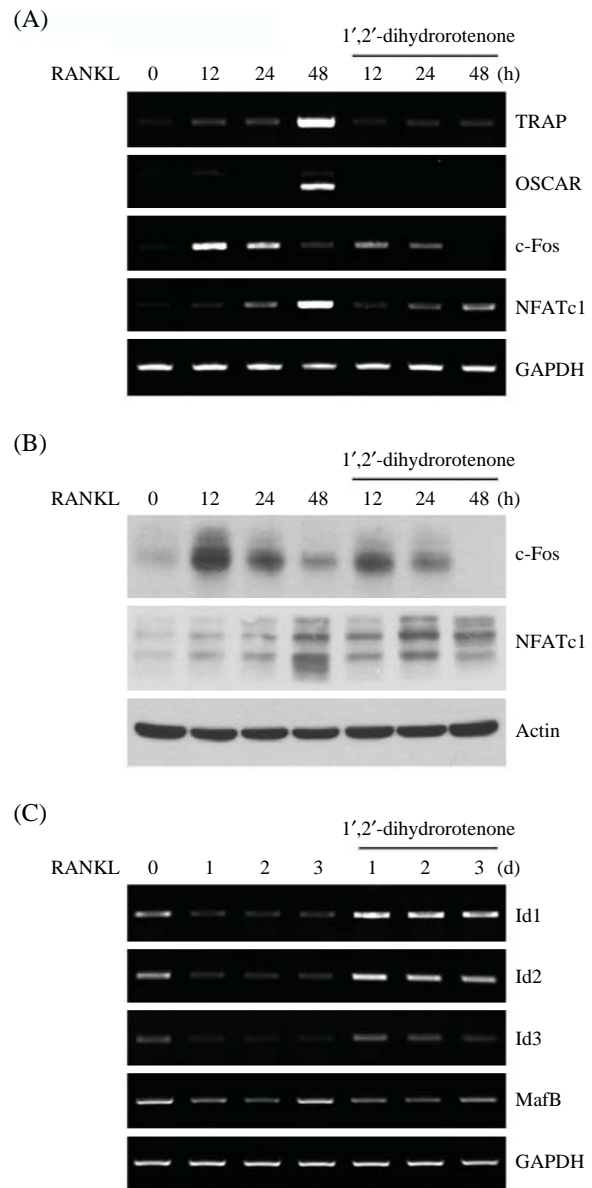 (A)
1′,2′-dihydrorotenone
RANKL 0 12 24 48 12 24 48 (h)
TRAP
OSCAR
c-Fos
NFATc1
GAPDH
(B)
1′,2′-dihydrorotenone
RANKL 0 12 24 48 12 24 48 (h)
c-Fos
NFATc1
Actin
(C)
1′,2′-dihydrorotenone
RANKL 0 1 2 3 1 2 3 (d)
Id1
Id2
Id3
MafB
GAPDH